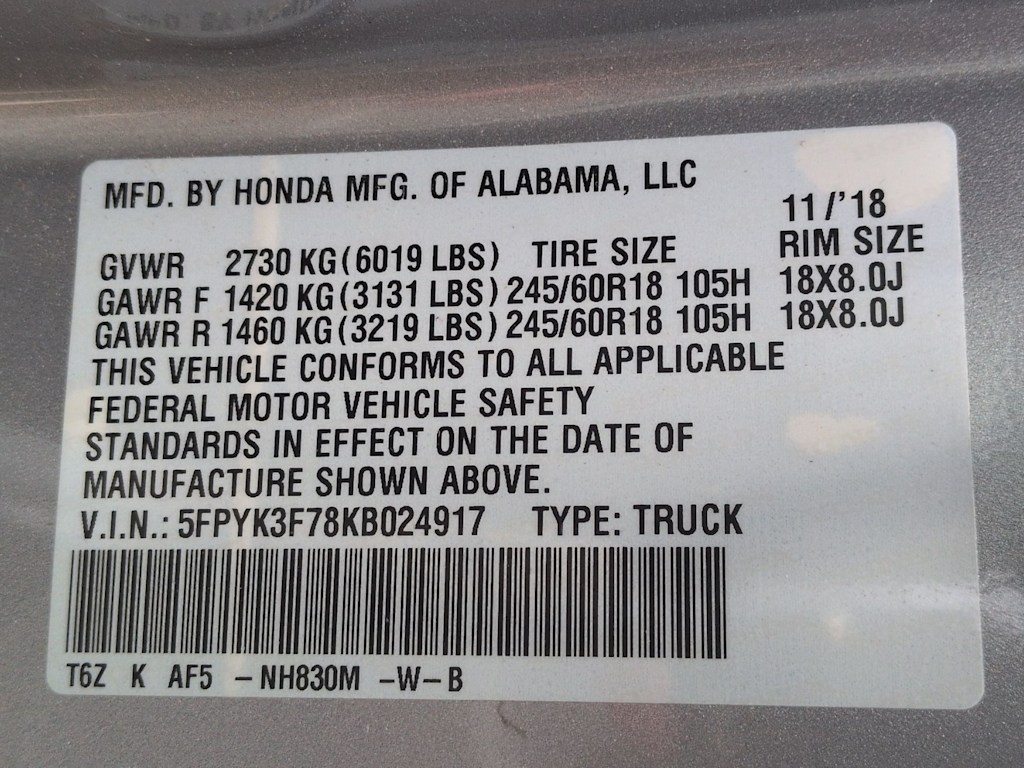 MFD. BY HONDA MFG. OF ALABAMA, LLC
11/'18
GVWR 2730 KG(6019 LBS) TIRE SIZE RIM SIZE
GAWR F 1420 KG(3131 LBS) 245/60R18 105H 18X8.0J
GAWR R 1460 KG(3219 LBS) 245/60R18 105H 18X8.0J
THIS VEHICLE CONFORMS TO ALL APPLICABLE
FEDERAL MOTOR VEHICLE SAFETY
STANDARDS IN EFFECT ON THE DATE OF
MANUFACTURE SHOWN ABOVE.
V.I.N.: 5FPYK3F78KB024917 TYPE: TRUCK
T6Z K AF5 -NH830M -W-B